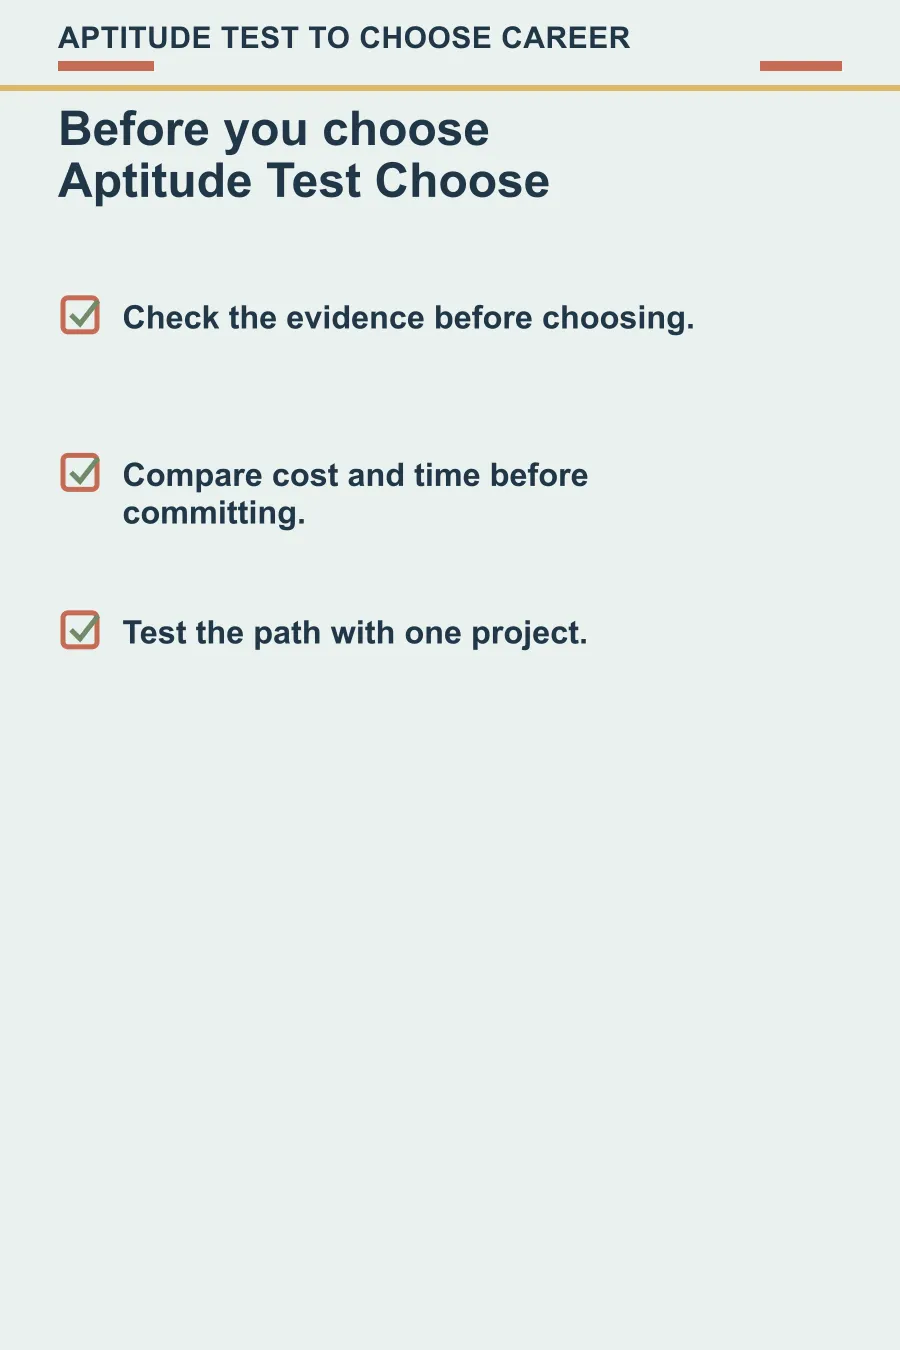 APTITUDE TEST TO CHOOSE CAREER
Before you choose
Aptitude Test Choose
Check the evidence before choosing.
Compare cost and time before
committing.
Test the path with one project.